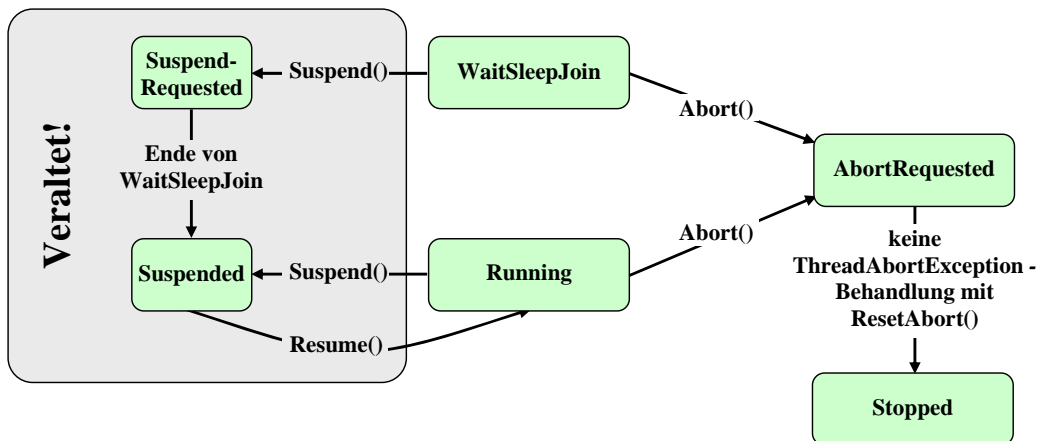 Veraltet!
Suspend-
Requested
Suspend()
WaitSleepJoin
Abort()
Ende von
WaitSleepJoin
AbortRequested
Suspended
Suspend()
Running
Abort()
Resume()
keine
ThreadAbortException -
Behandlung mit
ResetAbort()
Stopped